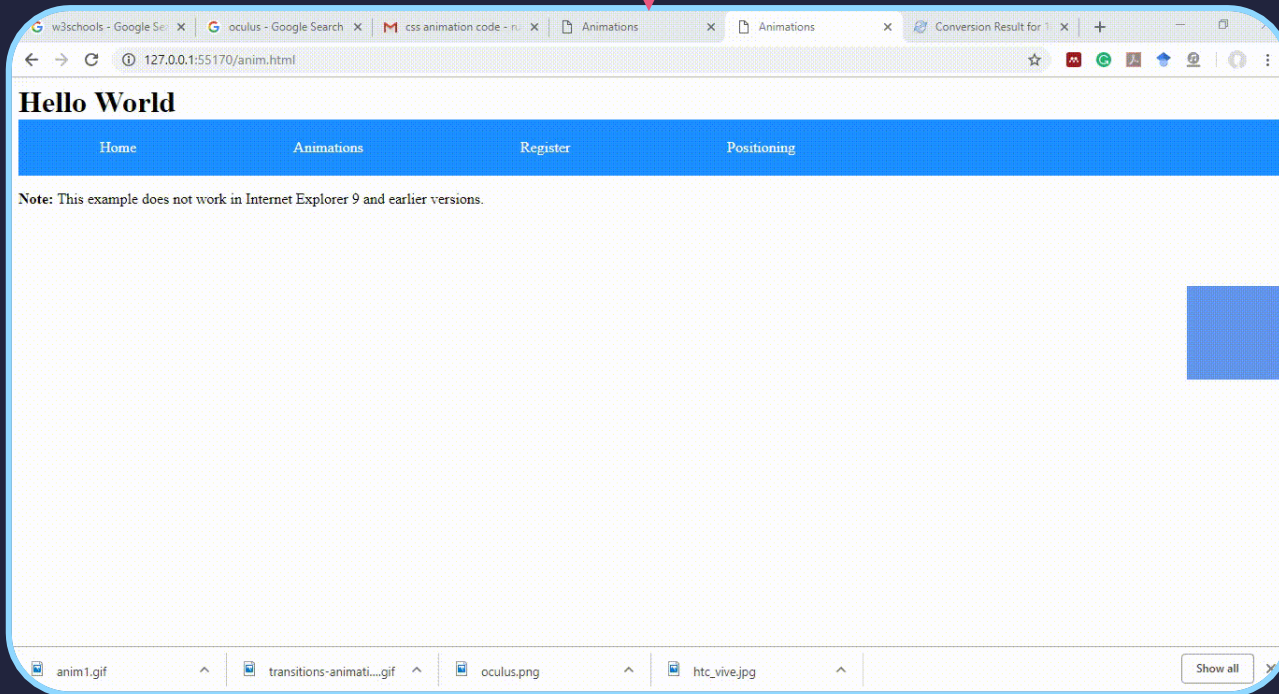 w3schools - Google Se
oculus - Google Search
css animation code - ru
Animations
Animations
Conversion Result for 1
127.0.0.1:55170/anim.html
Hello World
Home Animations Register Positioning
Note: This example does not work in Internet Explorer 9 and earlier versions.
anim1.gif
transitions-animati....gif
oculus.png
htc_vive.jpg
Show all